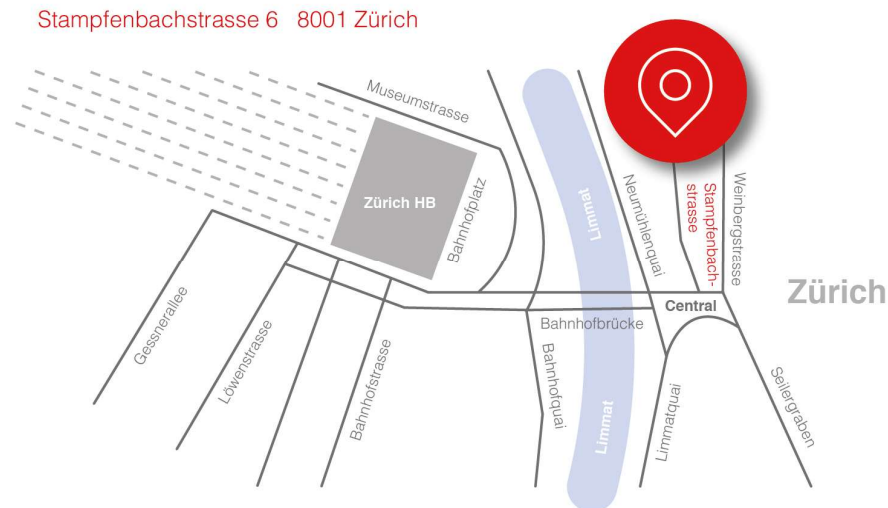 Stampfenbachstrasse 6 8001 Zürich
Museumstrasse
Zürich HB
Bahnhofplatz
Limmat
Neumühlenquai
Stampfenbach-
strasse
Weinbergstrasse
Zürich
Central
Bahnhofbrücke
Gessnerallee
Löwenstrasse
Bahnhofstrasse
Bahnhofquai
Limmat
Limmatquai
Seilergraben